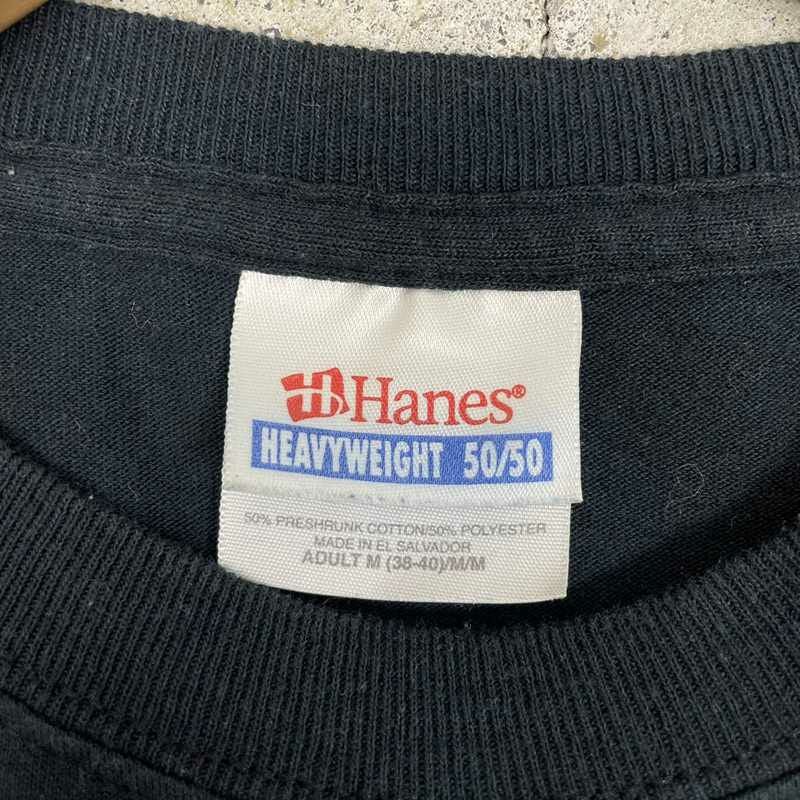 Hanes®
HEAVYWEIGHT 50/50
50% PRESHRUNK COTTON/50% POLYESTER
MADE IN EL SALVADOR
ADULT M (38-40)/M/M